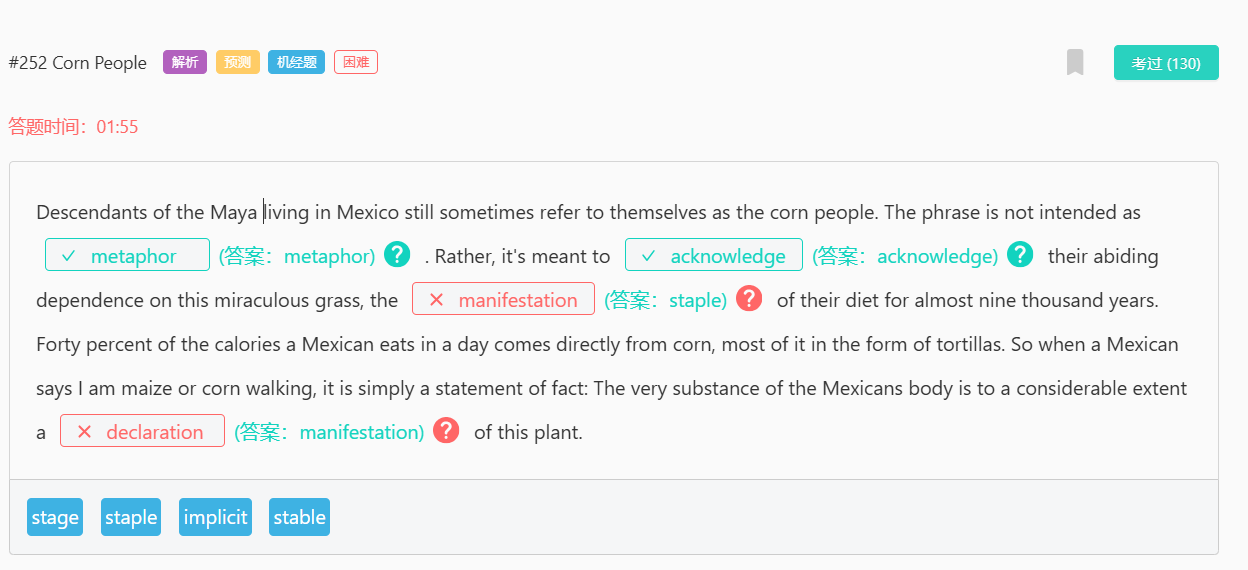 #252 Corn People 解析 预测 机经题 困难 考过 (130)
答题时间：01:55
Descendants of the Maya living in Mexico still sometimes refer to themselves as the corn people. The phrase is not intended as
✓ metaphor (答案：metaphor) ? . Rather, it's meant to ✓ acknowledge (答案：acknowledge) ? their abiding
dependence on this miraculous grass, the ✕ manifestation (答案：staple) ? of their diet for almost nine thousand years.
Forty percent of the calories a Mexican eats in a day comes directly from corn, most of it in the form of tortillas. So when a Mexican
says I am maize or corn walking, it is simply a statement of fact: The very substance of the Mexicans body is to a considerable extent
a ✕ declaration (答案：manifestation) ? of this plant.
stage staple implicit stable